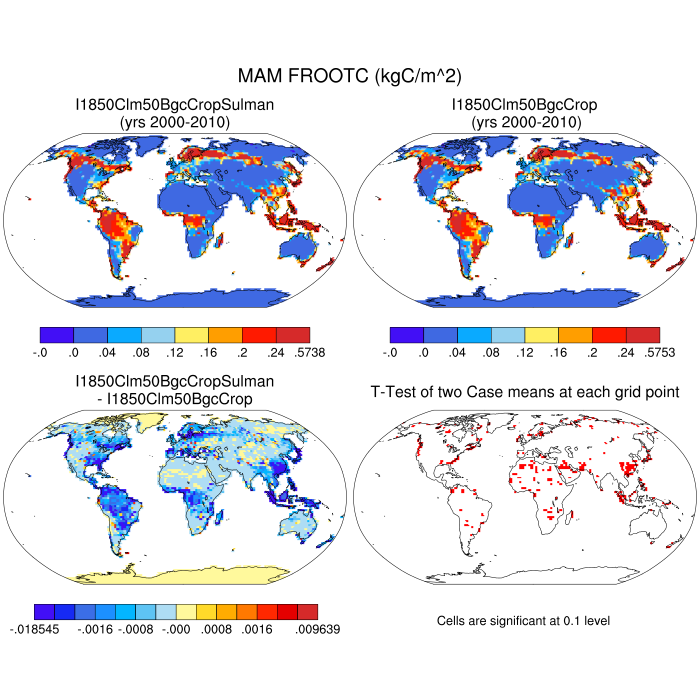 MAM FROOTC (kgC/m^2)
I1850Clm50BgcCropSulman
(yrs 2000-2010)
I1850Clm50BgcCrop
(yrs 2000-2010)
-.0 .0 .04 .08 .12 .16 .2 .24 .5738
-.0 .0 .04 .08 .12 .16 .2 .24 .5753
I1850Clm50BgcCropSulman
- I1850Clm50BgcCrop
T-Test of two Case means at each grid point
-.018545 -.0016 -.0008 -.000 .0008 .0016 .009639
Cells are significant at 0.1 level